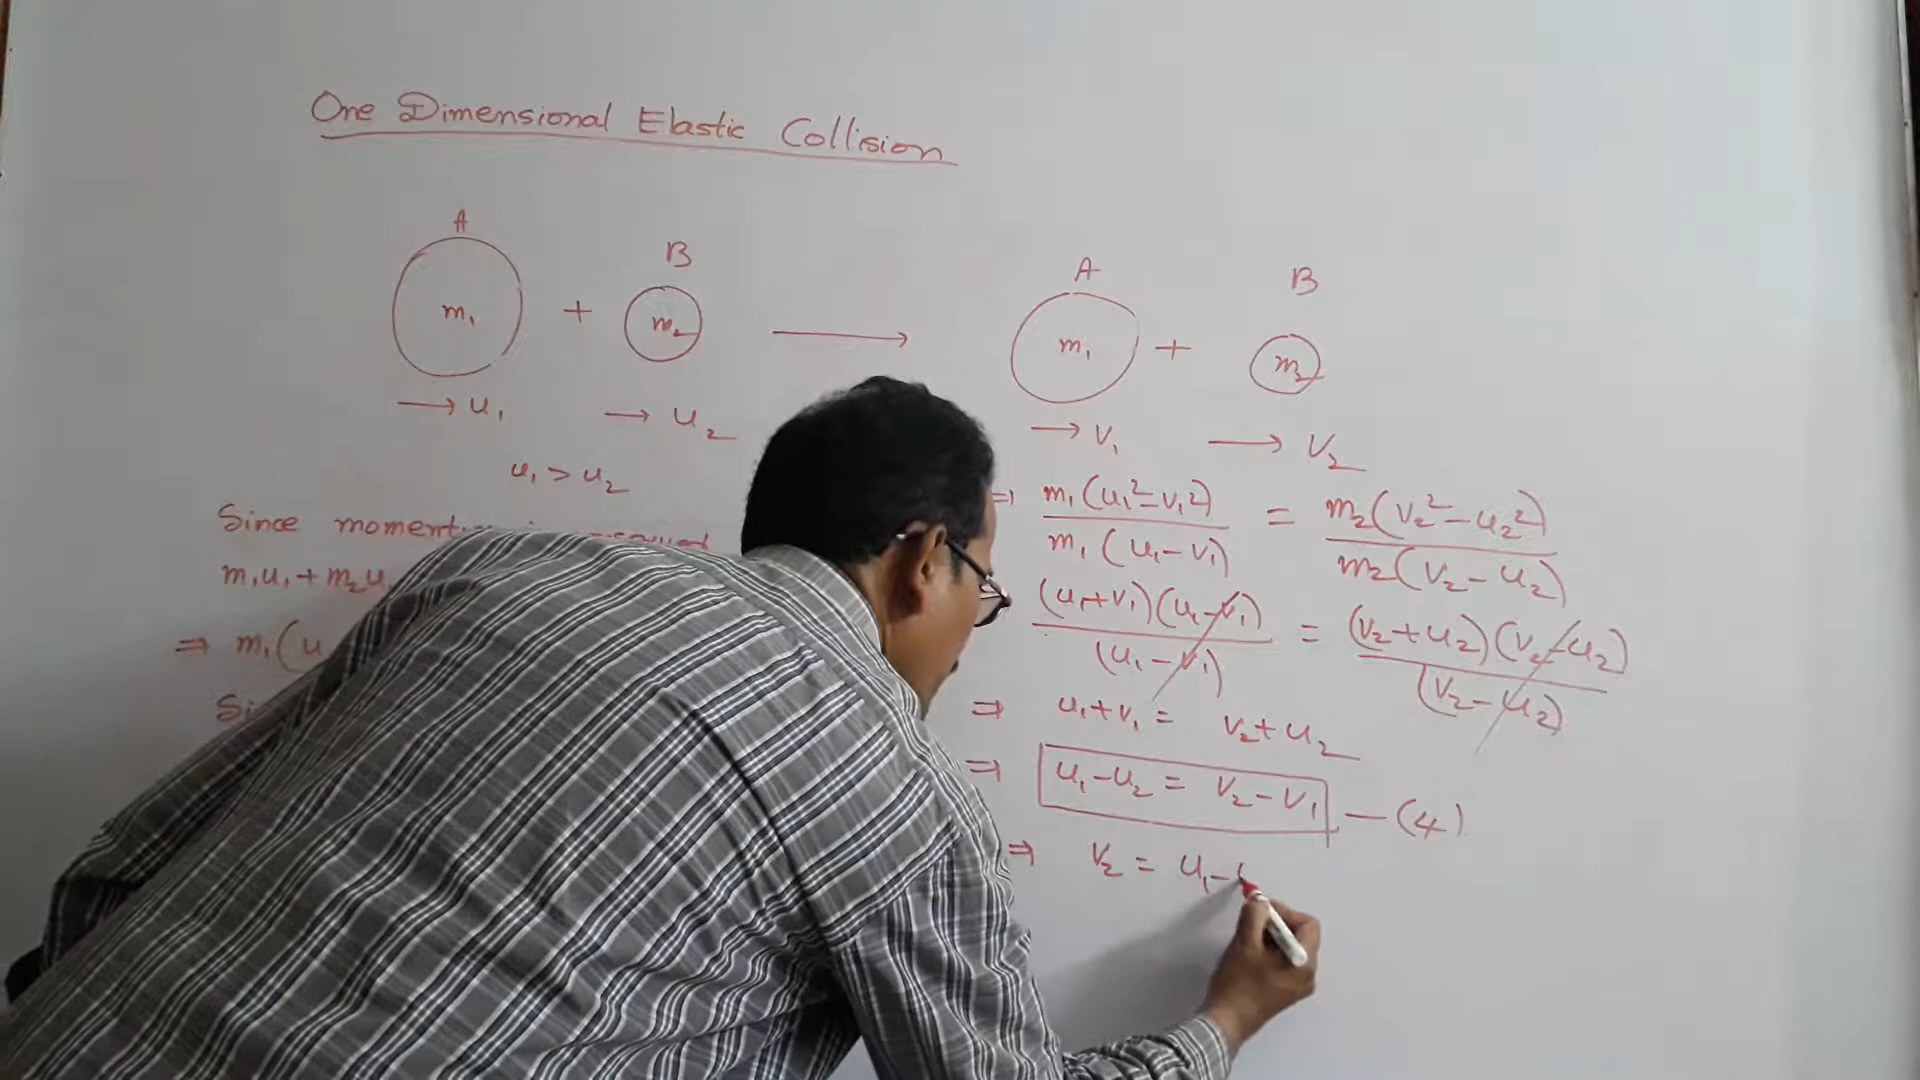 One Dimensional Elastic Collision
A B A B
m₁ + m₂ ⟶ m₁ + m₂
⟶ u₁ ⟶ u₂ ⟶ v₁ ⟶ v₂
u₁ > u₂
Since
m₁u₁ + m₂u
⇒ m₁(u
⇒ m₁(u₁² – v₁²) / m₁(u₁ – v₁) = m₂(v₂² – u₂²) / m₂(v₂ – u₂)
(u₁+v₁)(u₁–v₁) / (u₁–v₁) = (v₂+u₂)(v₂–u₂) / (v₂–u₂)
⇒ u₁+v₁ = v₂+u₂
⇒ u₁–u₂ = v₂–v₁ — (4)
⇒ v₂ = u₁–